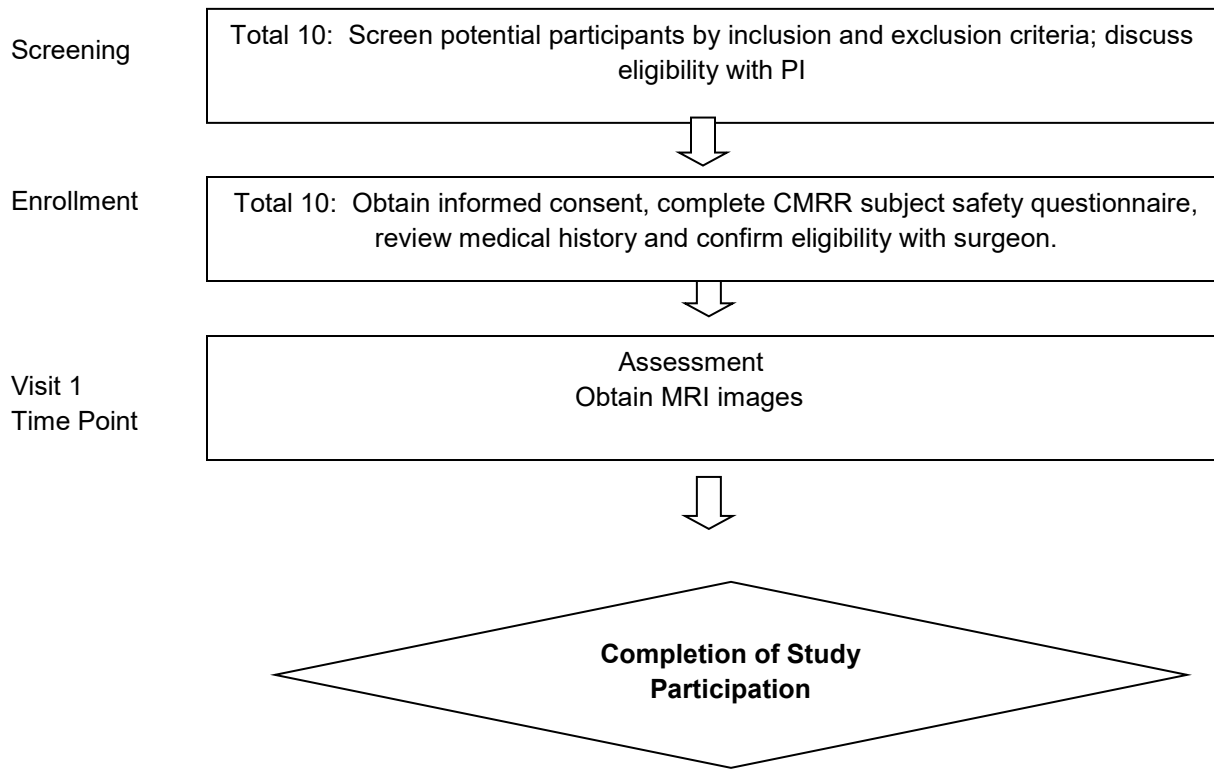 Screening
Total 10:  Screen potential participants by inclusion and exclusion criteria; discuss
eligibility with PI
Enrollment
Total 10:  Obtain informed consent, complete CMRR subject safety questionnaire,
review medical history and confirm eligibility with surgeon.
Visit 1
Time Point
Assessment
Obtain MRI images
Completion of Study
Participation